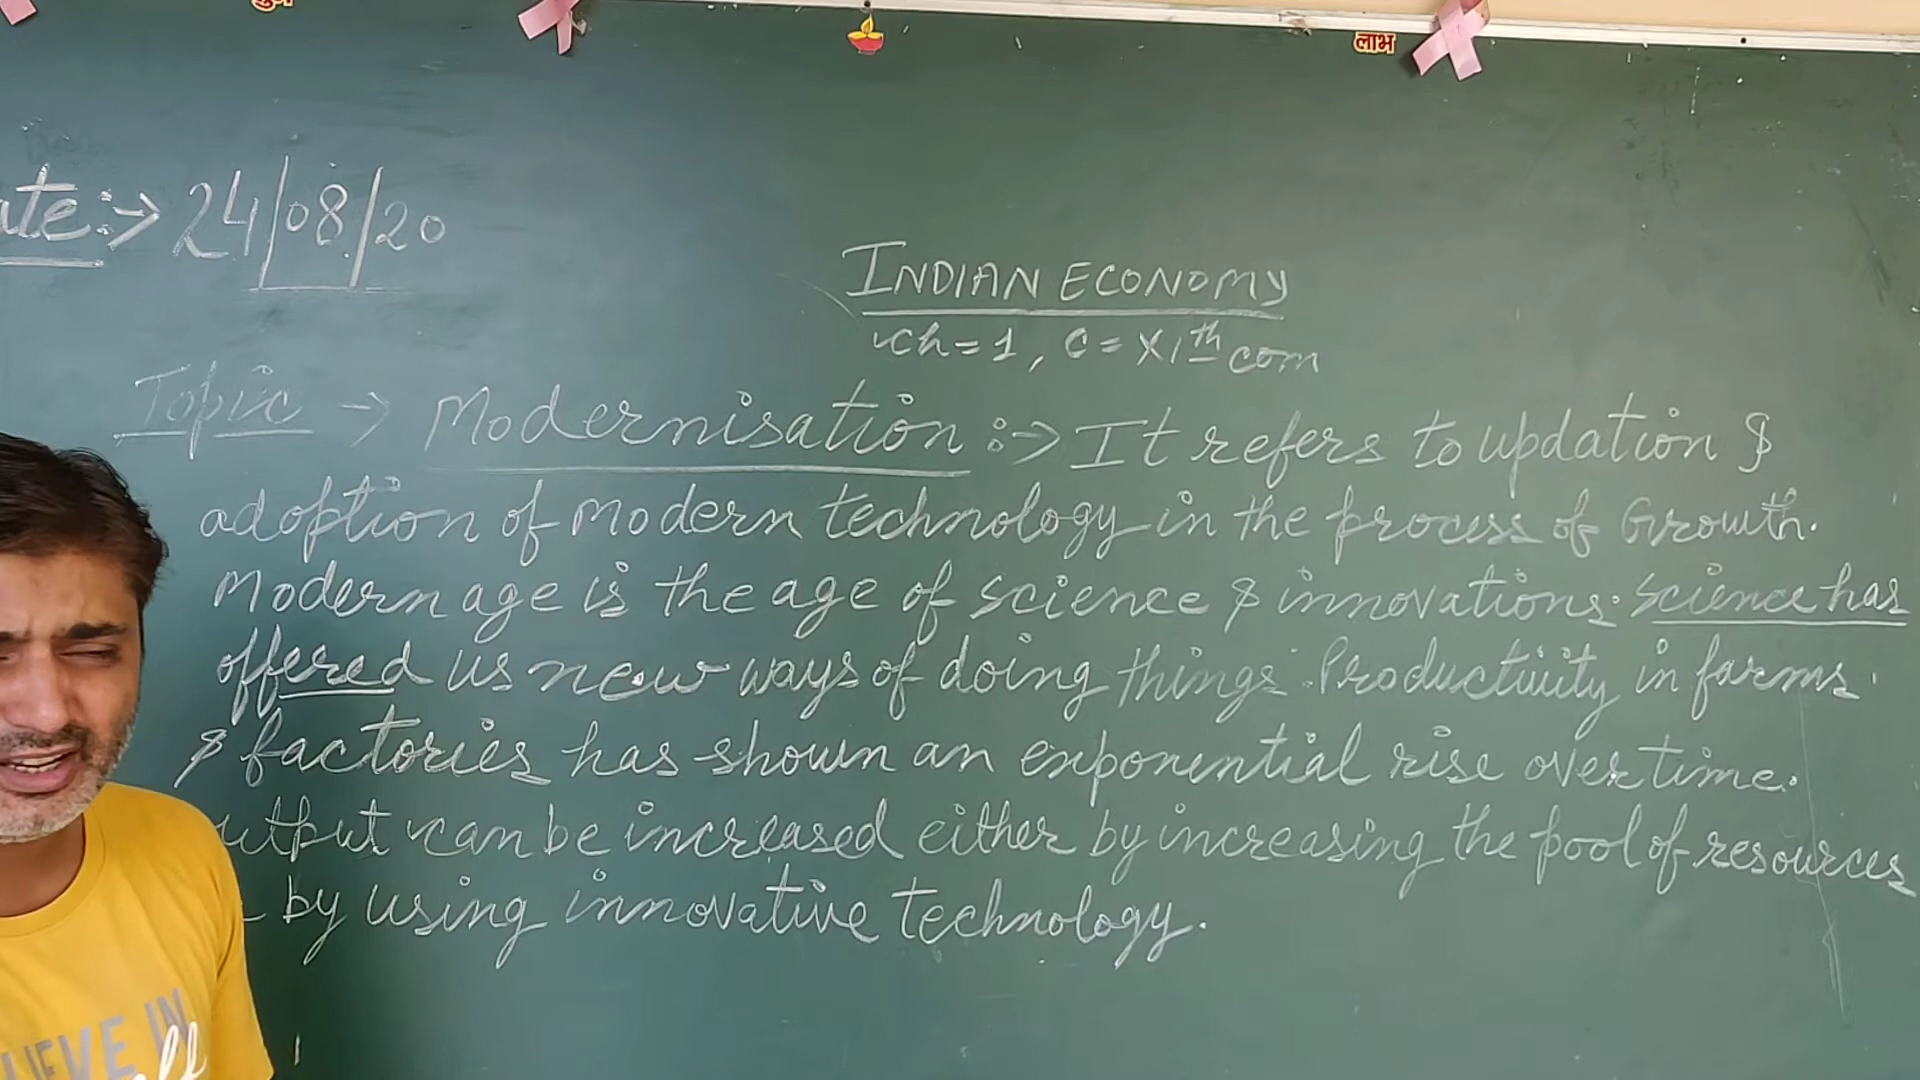 लाभ
ate:-> 24/08/20
INDIAN ECONOMY
Ch=1, C=XIth com
Topic -> Modernisation :-> It refers to updation &
adoption of modern technology in the process of Growth.
Modern age is the age of science & innovations. Science has
offered us new ways of doing things. Productivity in farms
& factories has shown an exponential rise over time.
utput can be increased either by increasing the pool of resources
by using innovative technology.
LIEVE IN